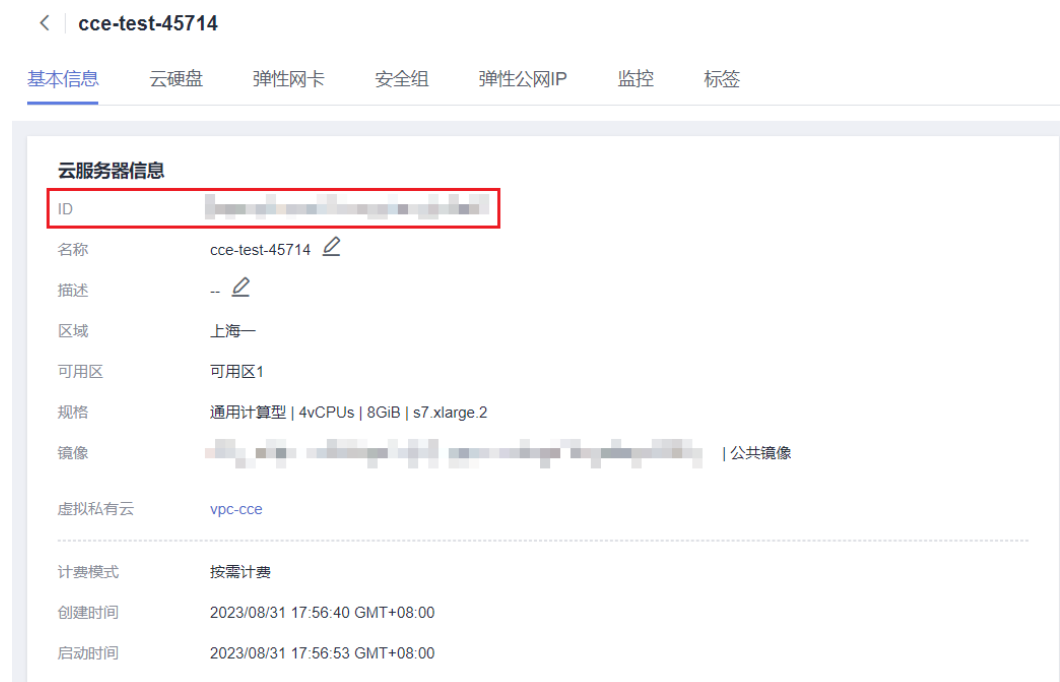 cce-test-45714
基本信息 云硬盘 弹性网卡 安全组 弹性公网IP 监控 标签
云服务器信息
ID
名称 cce-test-45714
描述 --
区域 上海一
可用区 可用区1
规格 通用计算型 | 4vCPUs | 8GiB | s7.xlarge.2
镜像 | 公共镜像
虚拟私有云 vpc-cce
计费模式 按需计费
创建时间 2023/08/31 17:56:40 GMT+08:00
启动时间 2023/08/31 17:56:53 GMT+08:00